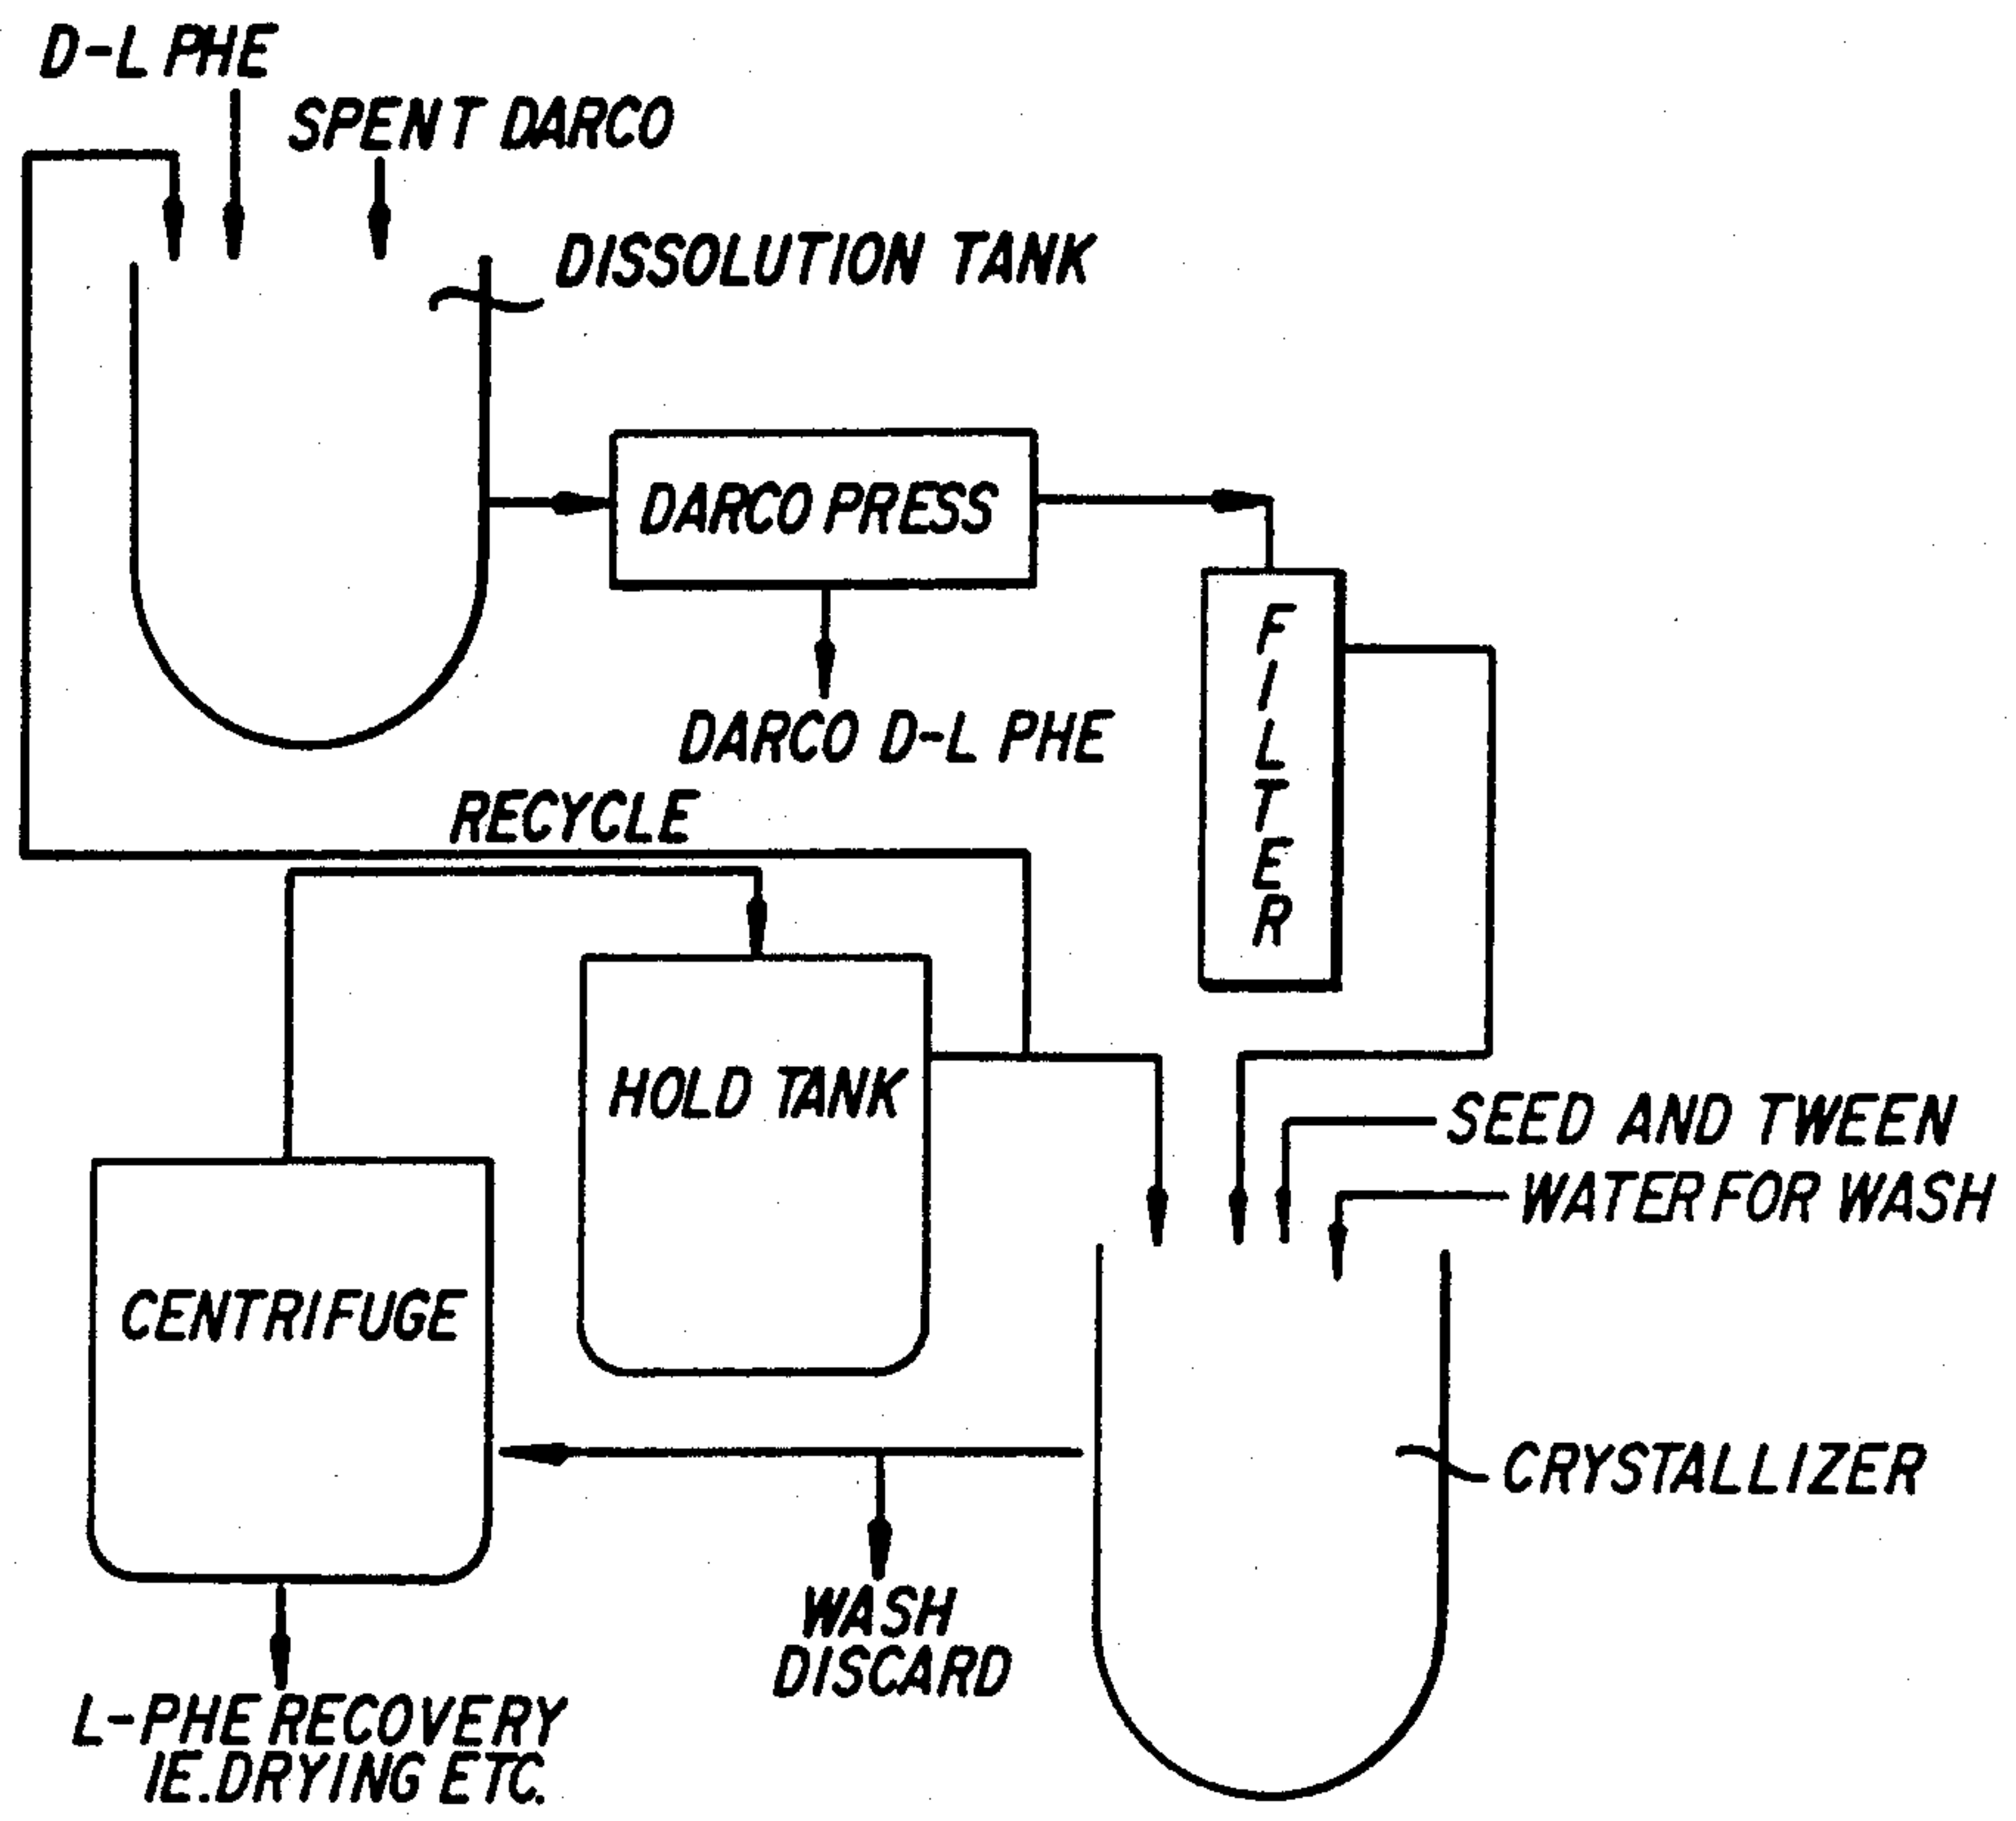 D-L PHE
SPENT DARCO
DISSOLUTION TANK
DARCO PRESS
FILTER
DARCO D-L PHE
RECYCLE
HOLD TANK
SEED AND TWEEN
WATER FOR WASH
CENTRIFUGE
CRYSTALLIZER
WASH
DISCARD
L-PHE RECOVERY
IE. DRYING ETC.